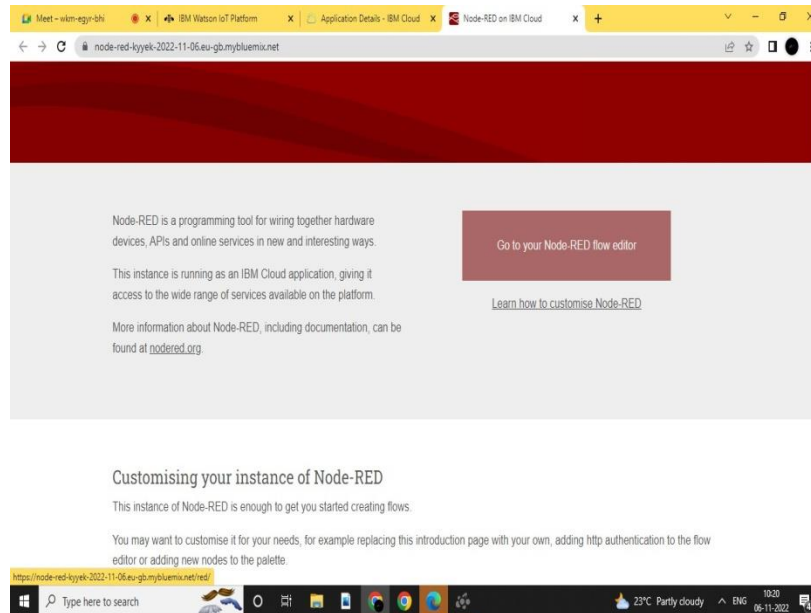 Meet – wkm-egyr-bhi
IBM Watson IoT Platform
Application Details - IBM Cloud
Node-RED on IBM Cloud
node-red-kyyek-2022-11-06.eu-gb.mybluemix.net
Node-RED is a programming tool for wiring together hardware
devices, APIs and online services in new and interesting ways.
This instance is running as an IBM Cloud application, giving it
access to the wide range of services available on the platform.
More information about Node-RED, including documentation, can be
found at nodered.org.
Go to your Node-RED flow editor
Learn how to customise Node-RED
Customising your instance of Node-RED
This instance of Node-RED is enough to get you started creating flows.
You may want to customise it for your needs, for example replacing this introduction page with your own, adding http authentication to the flow
editor or adding new nodes to the palette.
https://node-red-kyyek-2022-11-06.eu-gb.mybluemix.net/red/
Type here to search
23°C Partly cloudy
ENG
10:20
06-11-2022